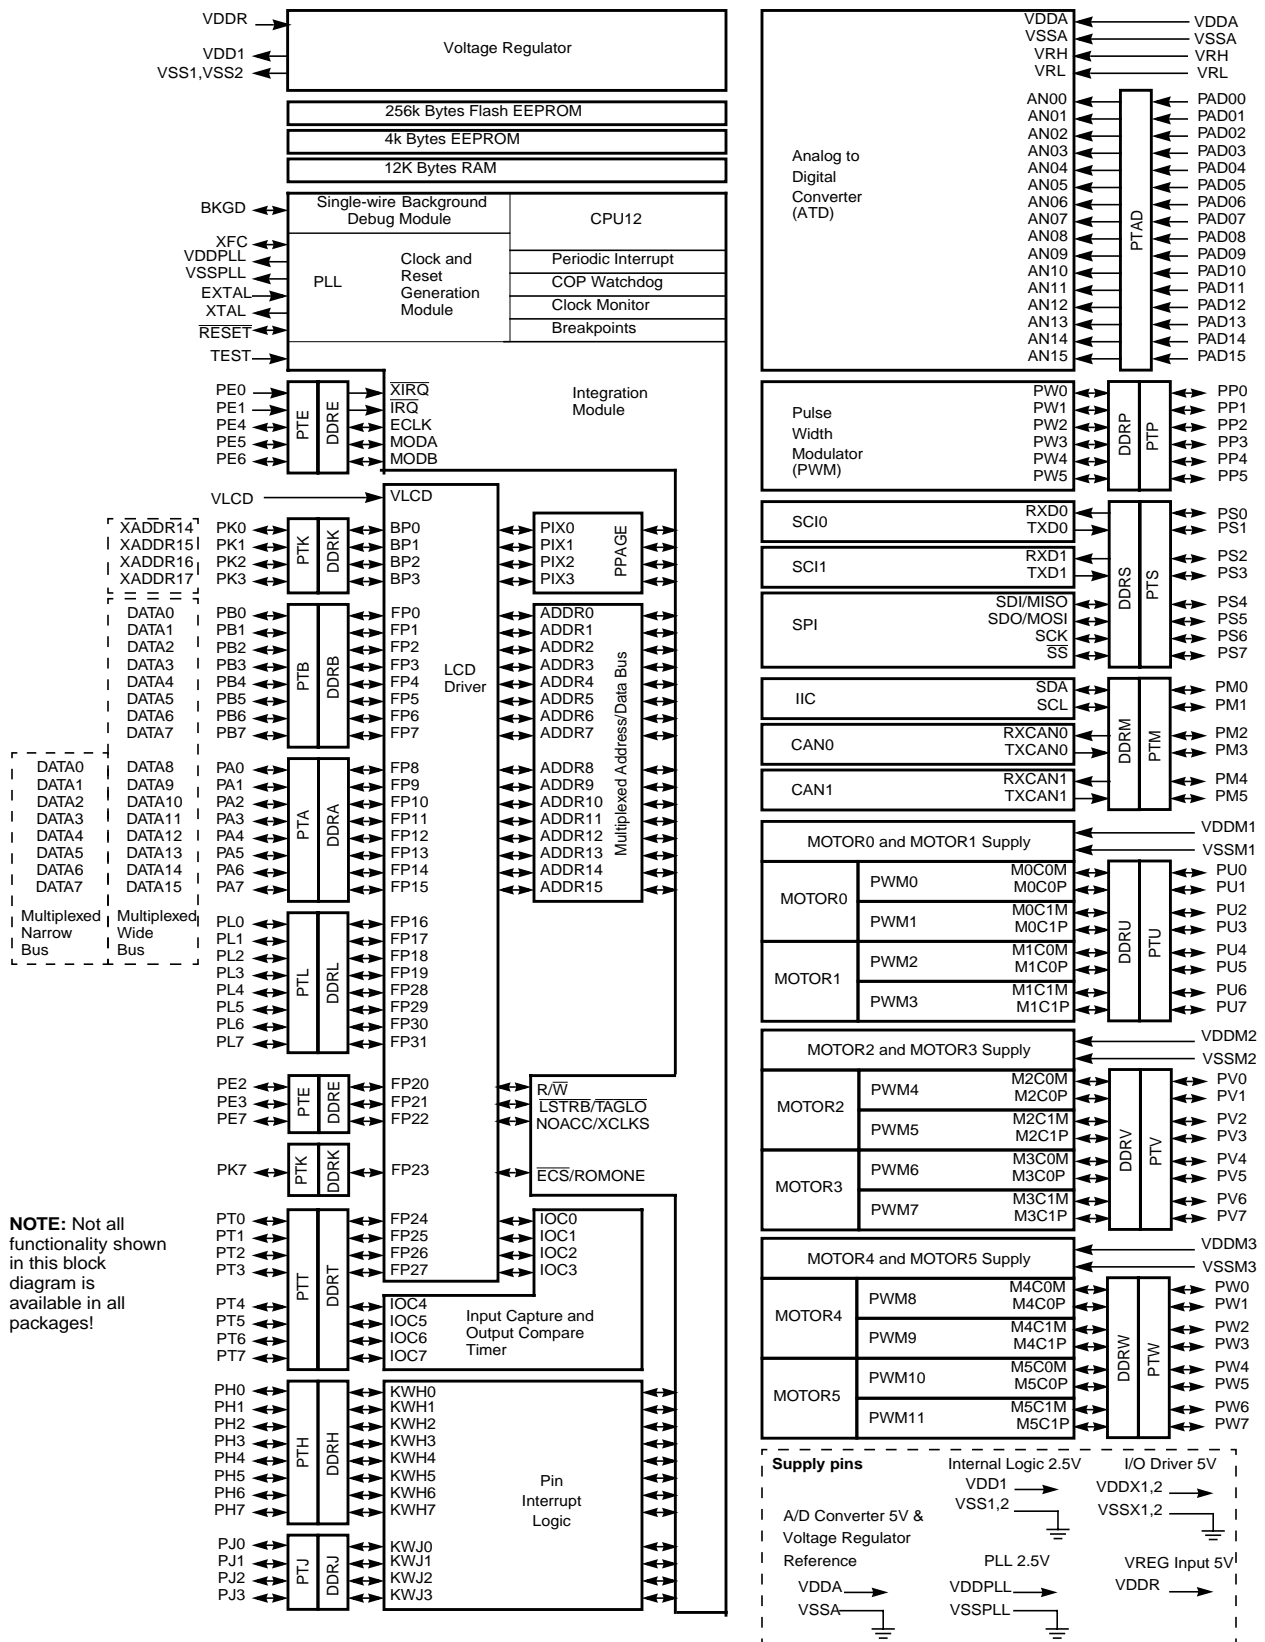 VDDR
VDD1
VSS1,VSS2
Voltage Regulator
256k Bytes Flash EEPROM
4k Bytes EEPROM
12K Bytes RAM
Single-wire Background
Debug Module
CPU12
BKGD
XFC
VDDPLL
VSSPLL
EXTAL
XTAL
RESET
TEST
PLL
Clock and
Reset
Generation
Module
Periodic Interrupt
COP Watchdog
Clock Monitor
Breakpoints
Integration
Module
PE0
PE1
PE4
PE5
PE6
PTE
DDRE
XIRQ
IRQ
ECLK
MODA
MODB
VLCD
VLCD
XADDR14
XADDR15
XADDR16
XADDR17
PK0
PK1
PK2
PK3
PTK
DDRK
BP0
BP1
BP2
BP3
PIX0
PIX1
PIX2
PIX3
PPAGE
DATA0
DATA1
DATA2
DATA3
DATA4
DATA5
DATA6
DATA7
PB0
PB1
PB2
PB3
PB4
PB5
PB6
PB7
PTB
DDRB
FP0
FP1
FP2
FP3
FP4
FP5
FP6
FP7
LCD
Driver
ADDR0
ADDR1
ADDR2
ADDR3
ADDR4
ADDR5
ADDR6
ADDR7
Multiplexed Address/Data Bus
DATA0
DATA1
DATA2
DATA3
DATA4
DATA5
DATA6
DATA7
Multiplexed
Narrow
Bus
DATA8
DATA9
DATA10
DATA11
DATA12
DATA13
DATA14
DATA15
Multiplexed
Wide
Bus
PA0
PA1
PA2
PA3
PA4
PA5
PA6
PA7
PTA
DDRA
FP8
FP9
FP10
FP11
FP12
FP13
FP14
FP15
ADDR8
ADDR9
ADDR10
ADDR11
ADDR12
ADDR13
ADDR14
ADDR15
PL0
PL1
PL2
PL3
PL4
PL5
PL6
PL7
PTL
DDRL
FP16
FP17
FP18
FP19
FP28
FP29
FP30
FP31
PE2
PE3
PE7
PTE
DDRE
FP20
FP21
FP22
R/W
LSTRB/TAGLO
NOACC/XCLKS
PK7
PTK
DDRK
FP23
ECS/ROMONE
NOTE: Not all
functionality shown
in this block
diagram is
available in all
packages!
PT0
PT1
PT2
PT3
PT4
PT5
PT6
PT7
PTT
DDRT
FP24
FP25
FP26
FP27
IOC0
IOC1
IOC2
IOC3
IOC4
IOC5
IOC6
IOC7
Input Capture and
Output Compare
Timer
PH0
PH1
PH2
PH3
PH4
PH5
PH6
PH7
PTH
DDRH
KWH0
KWH1
KWH2
KWH3
KWH4
KWH5
KWH6
KWH7
Pin
Interrupt
Logic
PJ0
PJ1
PJ2
PJ3
PTJ
DDRJ
KWJ0
KWJ1
KWJ2
KWJ3
Analog to
Digital
Converter
(ATD)
VDDA
VSSA
VRH
VRL
VDDA
VSSA
VRH
VRL
AN00
AN01
AN02
AN03
AN04
AN05
AN06
AN07
AN08
AN09
AN10
AN11
AN12
AN13
AN14
AN15
PTAD
PAD00
PAD01
PAD02
PAD03
PAD04
PAD05
PAD06
PAD07
PAD08
PAD09
PAD10
PAD11
PAD12
PAD13
PAD14
PAD15
Pulse
Width
Modulator
(PWM)
PW0
PW1
PW2
PW3
PW4
PW5
DDRP
PTP
PP0
PP1
PP2
PP3
PP4
PP5
SCI0
RXD0
TXD0
SCI1
RXD1
TXD1
SPI
SDI/MISO
SDO/MOSI
SCK
SS
DDRS
PTS
PS0
PS1
PS2
PS3
PS4
PS5
PS6
PS7
IIC
SDA
SCL
CAN0
RXCAN0
TXCAN0
CAN1
RXCAN1
TXCAN1
DDRM
PTM
PM0
PM1
PM2
PM3
PM4
PM5
MOTOR0 and MOTOR1 Supply
VDDM1
VSSM1
MOTOR0
PWM0
M0C0M
M0C0P
PWM1
M0C1M
M0C1P
MOTOR1
PWM2
M1C0M
M1C0P
PWM3
M1C1M
M1C1P
DDRU
PTU
PU0
PU1
PU2
PU3
PU4
PU5
PU6
PU7
MOTOR2 and MOTOR3 Supply
VDDM2
VSSM2
MOTOR2
PWM4
M2C0M
M2C0P
PWM5
M2C1M
M2C1P
MOTOR3
PWM6
M3C0M
M3C0P
PWM7
M3C1M
M3C1P
DDRV
PTV
PV0
PV1
PV2
PV3
PV4
PV5
PV6
PV7
MOTOR4 and MOTOR5 Supply
VDDM3
VSSM3
MOTOR4
PWM8
M4C0M
M4C0P
PWM9
M4C1M
M4C1P
MOTOR5
PWM10
M5C0M
M5C0P
PWM11
M5C1M
M5C1P
DDRW
PTW
PW0
PW1
PW2
PW3
PW4
PW5
PW6
PW7
Supply pins
Internal Logic 2.5V
VDD1
VSS1,2
I/O Driver 5V
VDDX1,2
VSSX1,2
A/D Converter 5V &
Voltage Regulator
Reference
VDDA
VSSA
PLL 2.5V
VDDPLL
VSSPLL
VREG Input 5V
VDDR